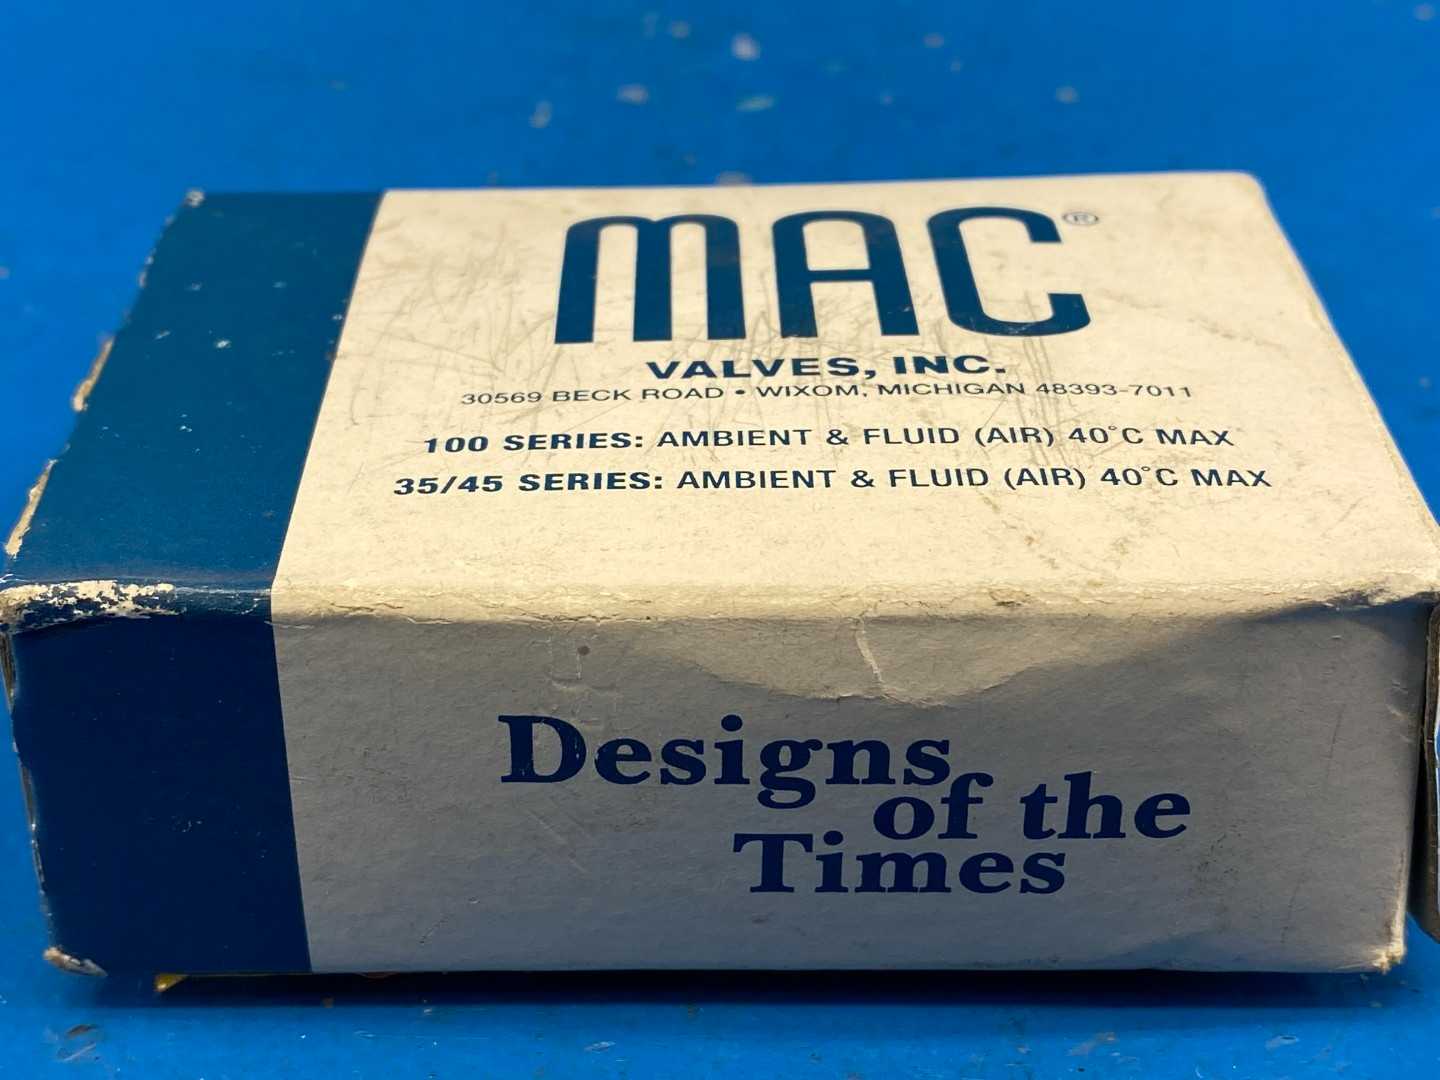 MAC®
VALVES, INC.
30569 BECK ROAD • WIXOM, MICHIGAN 48393-7011
100 SERIES: AMBIENT & FLUID (AIR) 40°C MAX
35/45 SERIES: AMBIENT & FLUID (AIR) 40°C MAX
Designs
of the
Times